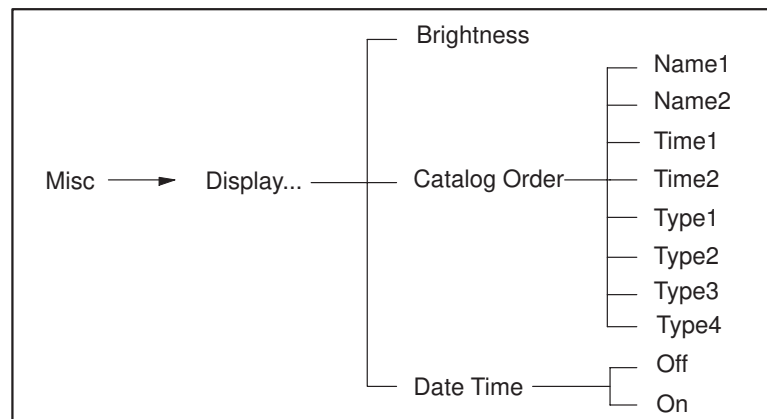 Misc
Display...
Brightness
Catalog Order
Name1
Name2
Time1
Time2
Type1
Type2
Type3
Type4
Date Time
Off
On